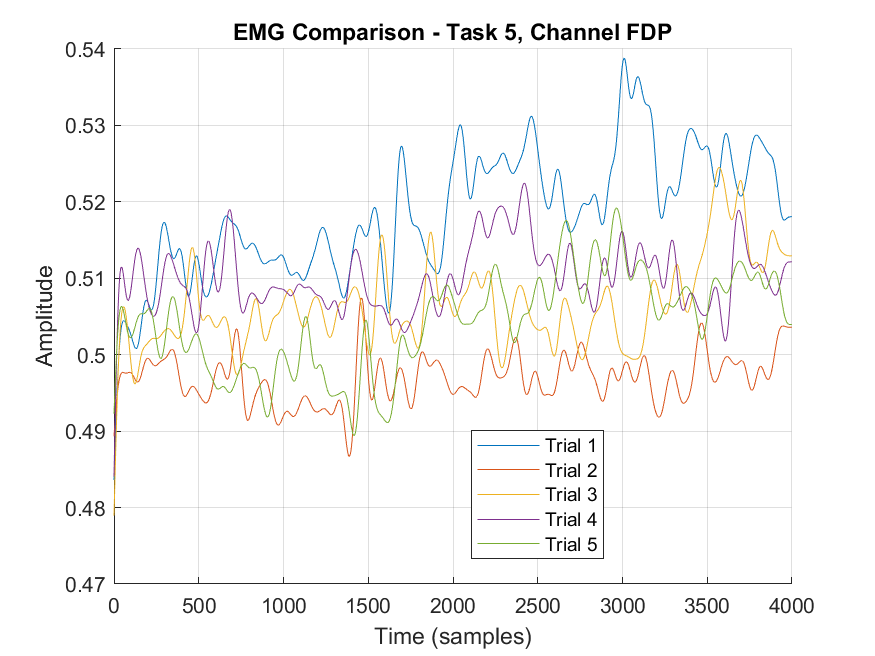 EMG Comparison - Task 5, Channel FDP
0.54
0.53
0.52
0.51
0.5
0.49
0.48
0.47
Amplitude
Trial 1
Trial 2
Trial 3
Trial 4
Trial 5
0 500 1000 1500 2000 2500 3000 3500 4000
Time (samples)